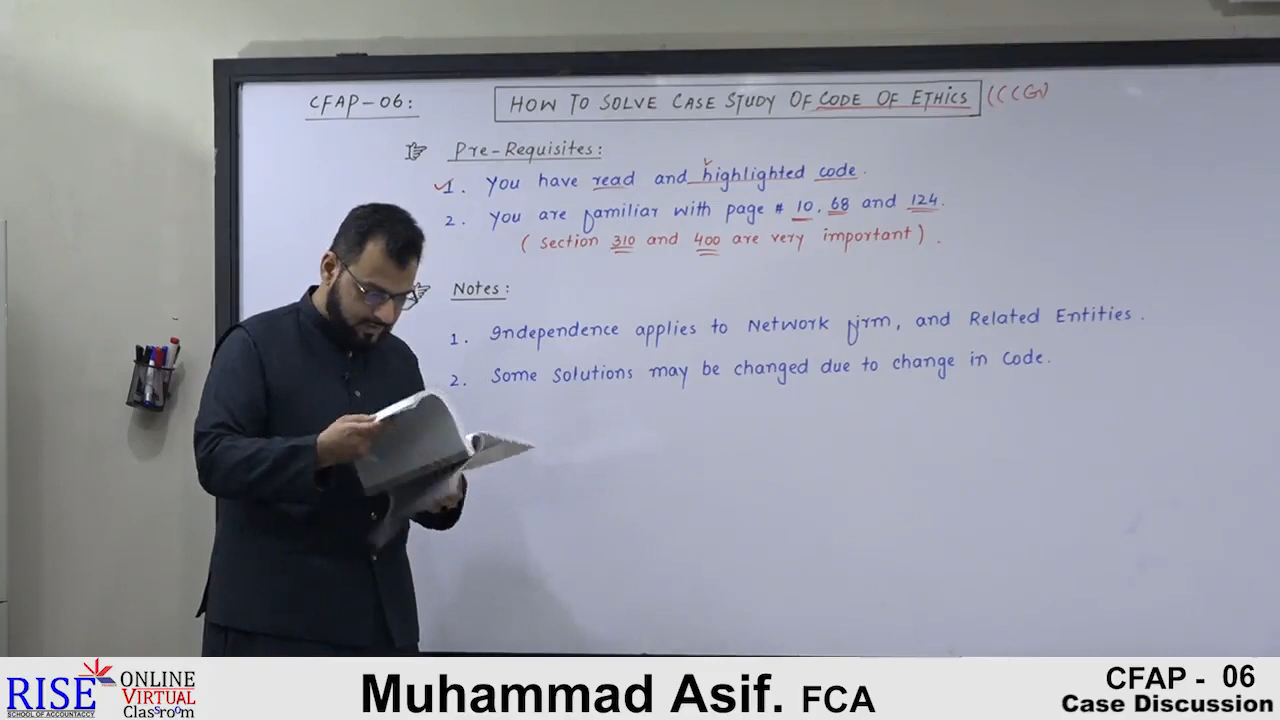 CFAP-06:
HOW TO SOLVE CASE STUDY OF CODE OF ETHICS
Pre-Requisites:
1. You have read and highlighted code.
2. You are familiar with page # 10, 68 and 124.
( section 310 and 400 are very important ) .
Notes:
1. Independence applies to Network firm, and Related Entities.
2. Some Solutions may be changed due to change in Code.
RISE
SCHOOL OF ACCOUNTACY
ONLINE
VIRTUAL
Classrom
Muhammad Asif. FCA
CFAP - 06
Case Discussion